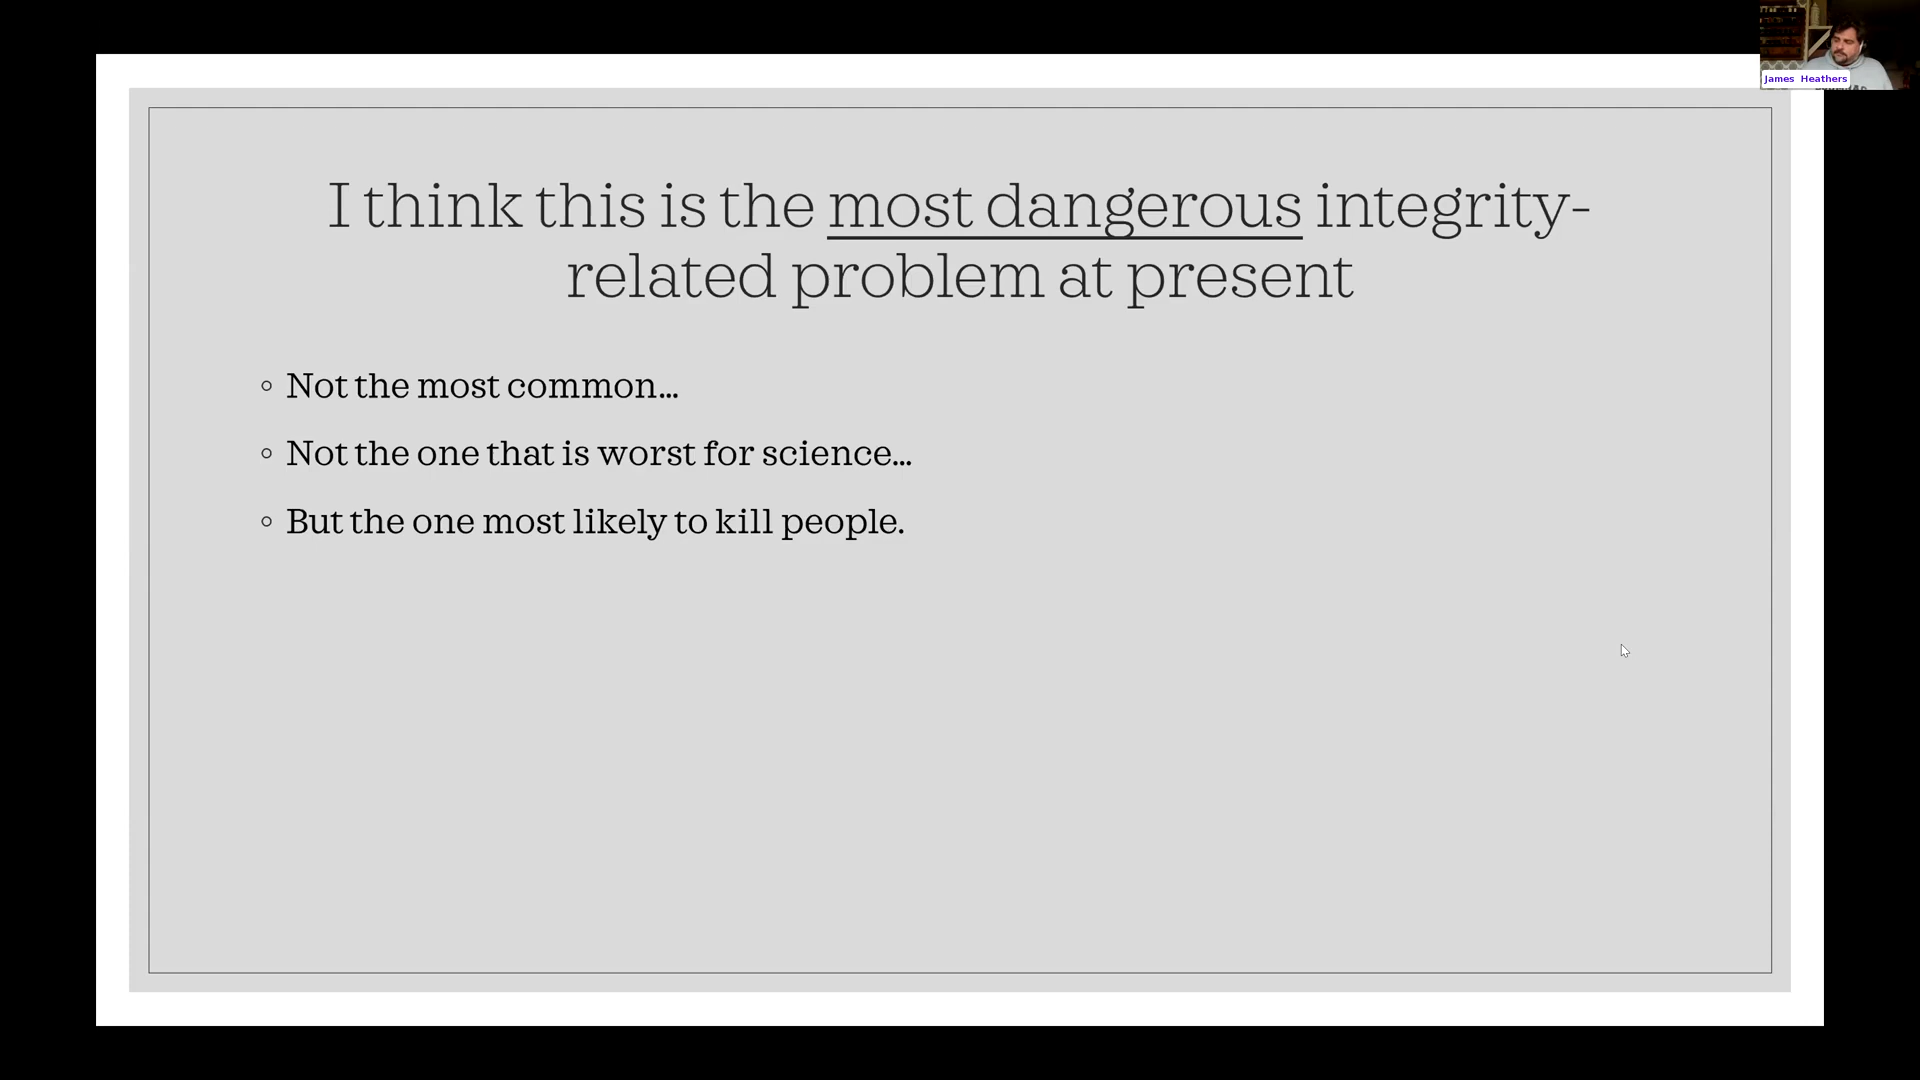 James Heathers
I think this is the most dangerous integrity-
related problem at present
Not the most common...
Not the one that is worst for science...
But the one most likely to kill people.